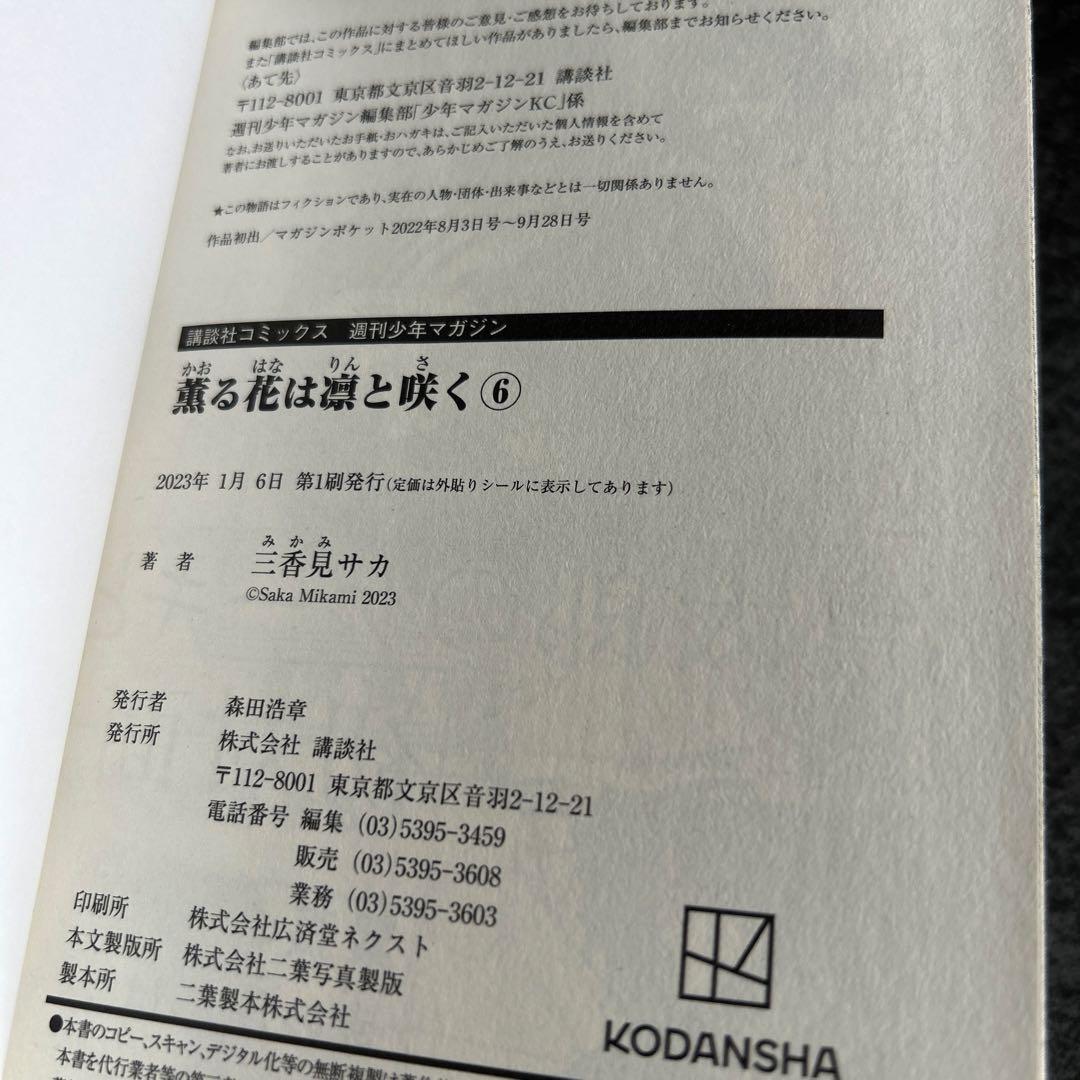 編集部では、この作品に対する皆様のご意見・ご感想をお待ちしております。
また「講談社コミックス」にまとめてほしい作品がありましたら、編集部までお知らせください。
〈あて先〉
〒112-8001 東京都文京区音羽2-12-21 講談社
週刊少年マガジン編集部「少年マガジンKC」係
なお、お送りいただいたお手紙・おハガキは、ご記入いただいた個人情報を含めて
著者にお渡しすることがありますので、あらかじめご了解のうえ、お送りください。
★この物語はフィクションであり、実在の人物・団体・出来事などとは一切関係ありません。
作品初出／マガジンポケット2022年8月3日号〜9月28日号
講談社コミックス 週刊少年マガジン
かお はな りん さ
薫る花は凛と咲く⑥
2023年 1月 6日 第1刷発行(定価は外貼りシールに表示してあります)
みかみ
著者 三香見サカ
©Saka Mikami 2023
発行者 森田浩章
発行所 株式会社 講談社
〒112-8001 東京都文京区音羽2-12-21
電話番号 編集 (03)5395-3459
販売 (03)5395-3608
業務 (03)5395-3603
印刷所 株式会社広済堂ネクスト
本文製版所 株式会社二葉写真製版
製本所 二葉製本株式会社
KODANSHA
●本書のコピー、スキャン、デジタル化等の無断複製は
本書を代行業者等の第三